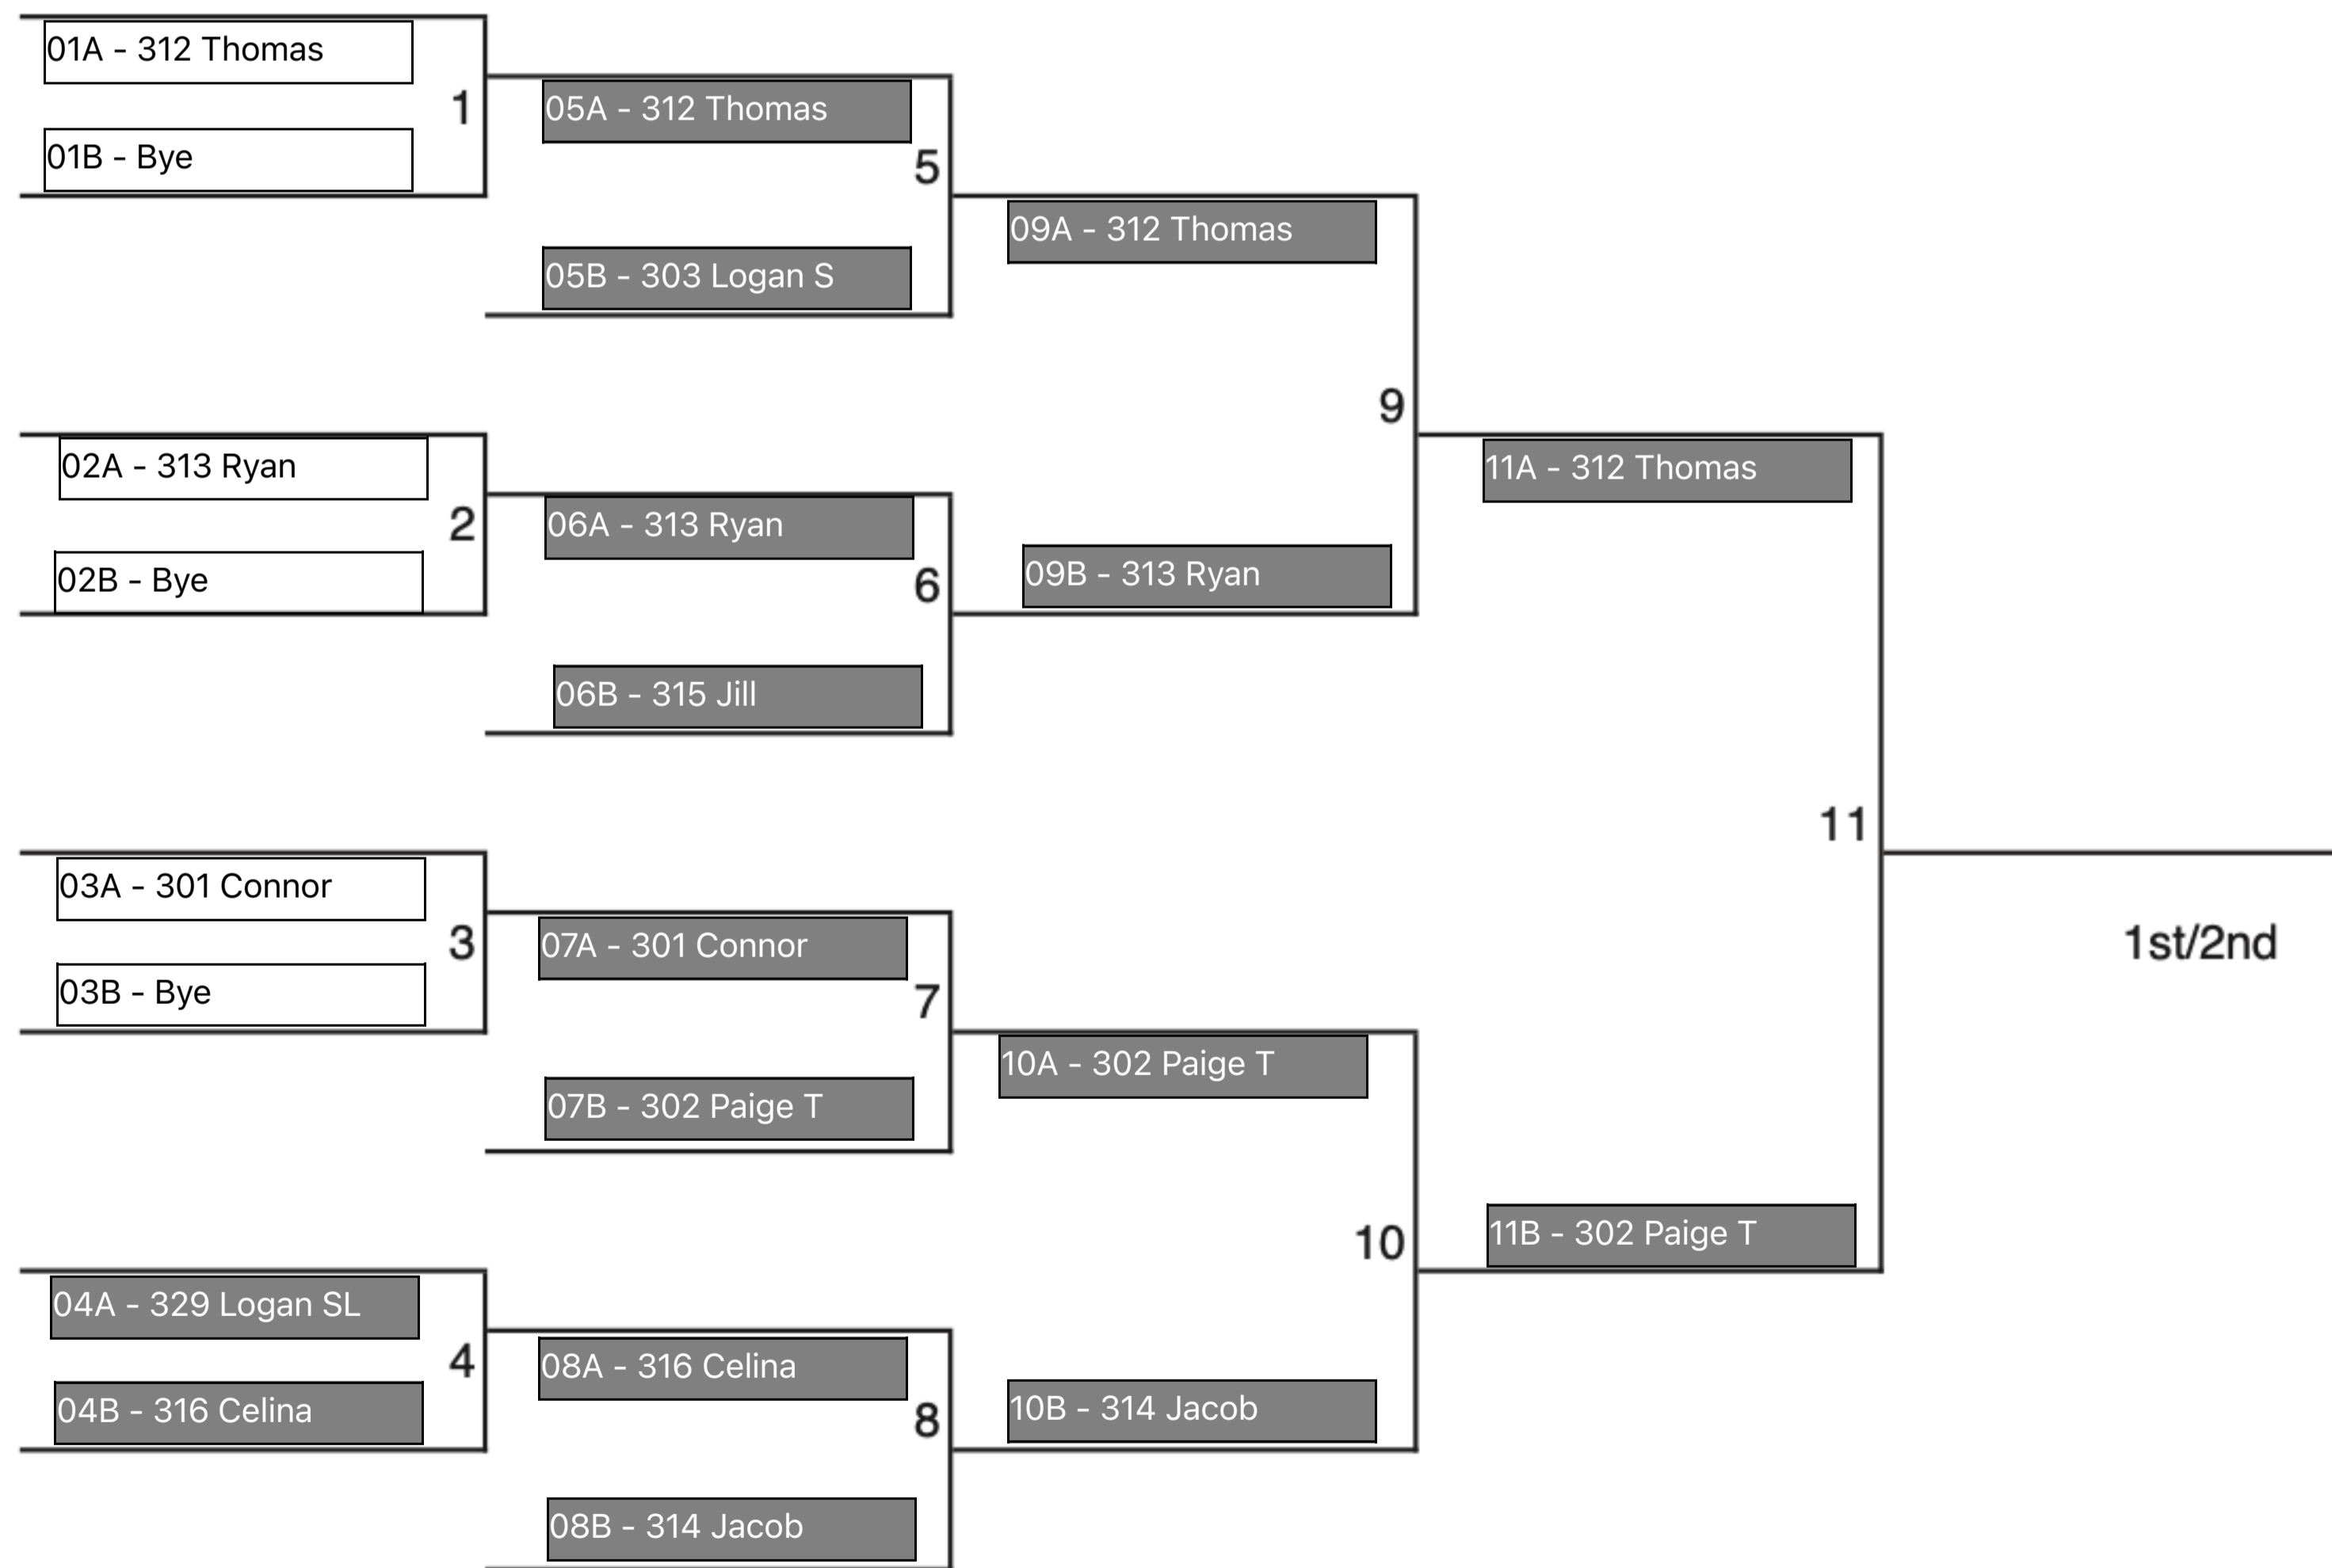 01A - 312 Thomas
1
01B - Bye
05A - 312 Thomas
5
05B - 303 Logan S
09A - 312 Thomas
9
02A - 313 Ryan
2
02B - Bye
06A - 313 Ryan
6
06B - 315 Jill
09B - 313 Ryan
11A - 312 Thomas
11
1st/2nd
03A - 301 Connor
3
03B - Bye
07A - 301 Connor
7
07B - 302 Paige T
10A - 302 Paige T
10
11B - 302 Paige T
04A - 329 Logan SL
4
04B - 316 Celina
08A - 316 Celina
8
08B - 314 Jacob
10B - 314 Jacob